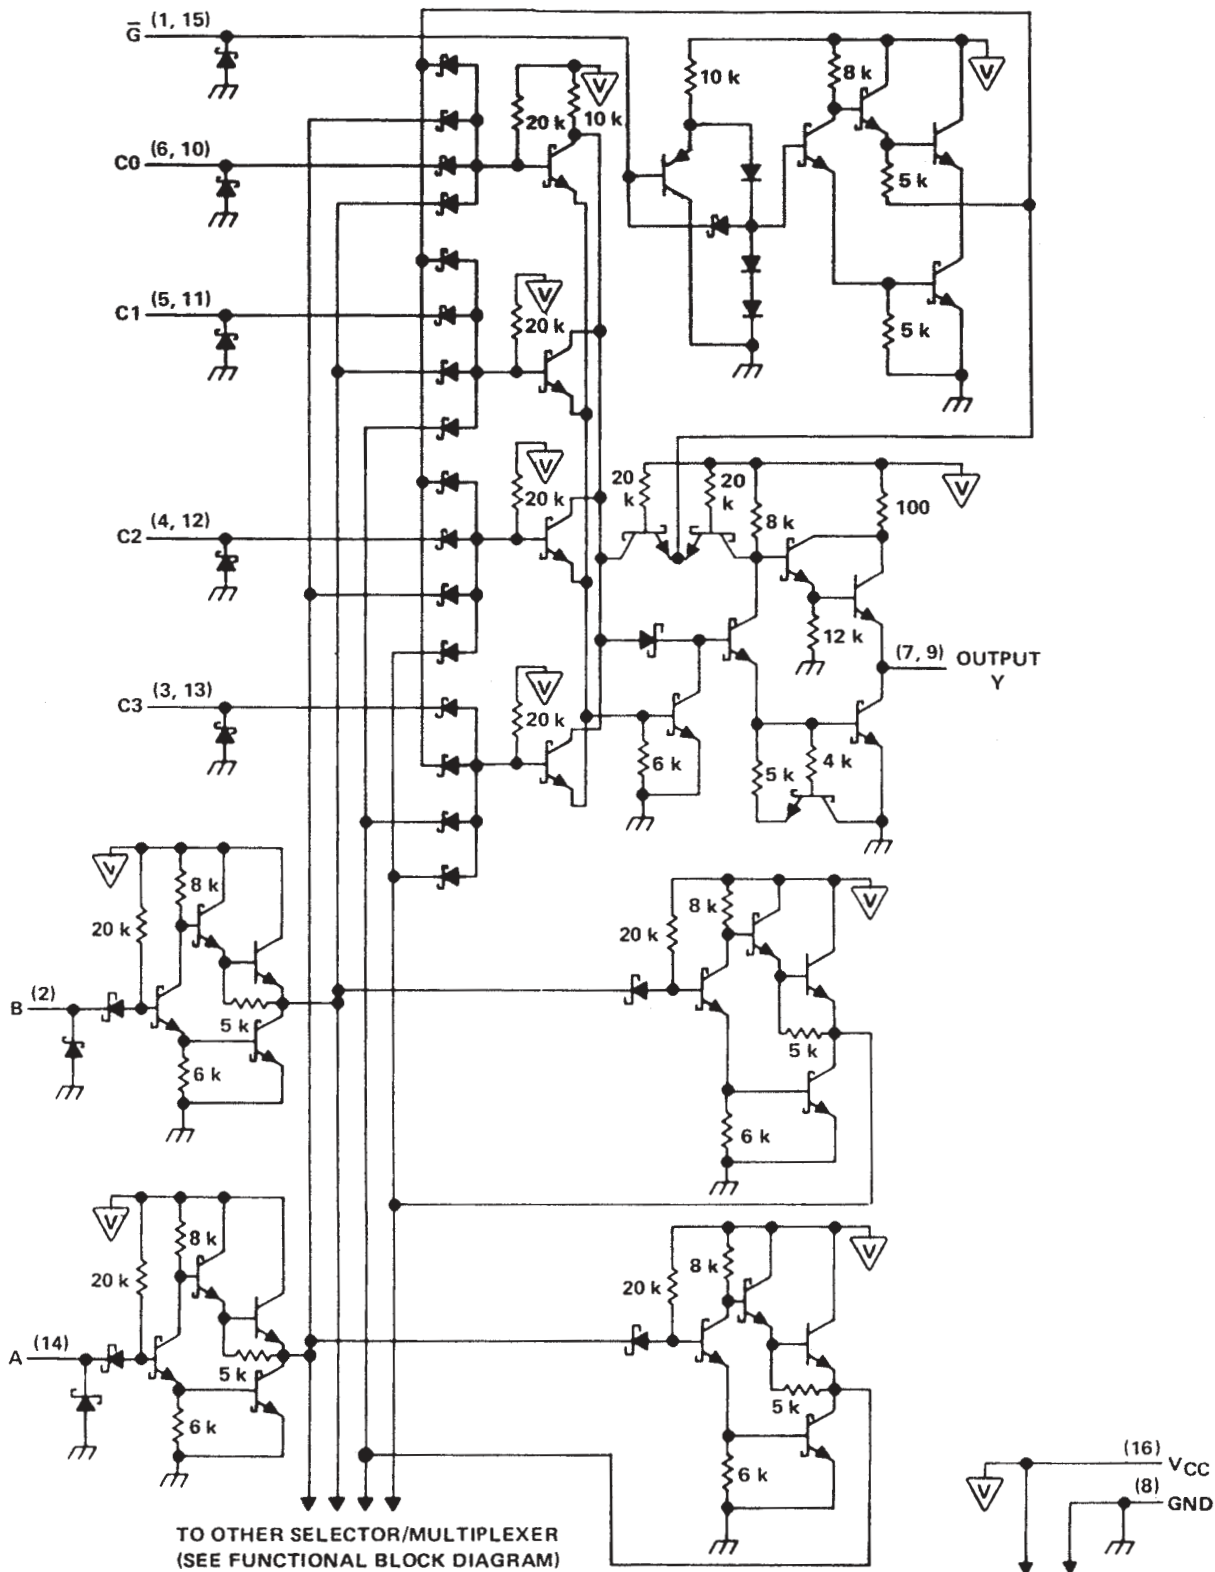 G̅ (1, 15)
10 k
8 k
V
V
20 k
10 k
C0 (6, 10)
5 k
V
C1 (5, 11)
20 k
5 k
V
20 k
20 k
20 k
V
8 k
100
C2 (4, 12)
12 k
(7, 9) OUTPUT
Y
V
C3 (3, 13)
20 k
6 k
5 k
4 k
V
8 k
20 k
B (2)
5 k
6 k
V
8 k
20 k
5 k
6 k
V
8 k
20 k
A (14)
5 k
6 k
V
8 k
20 k
5 k
6 k
(16)
VCC
V
(8)
GND
TO OTHER SELECTOR/MULTIPLEXER
(SEE FUNCTIONAL BLOCK DIAGRAM)